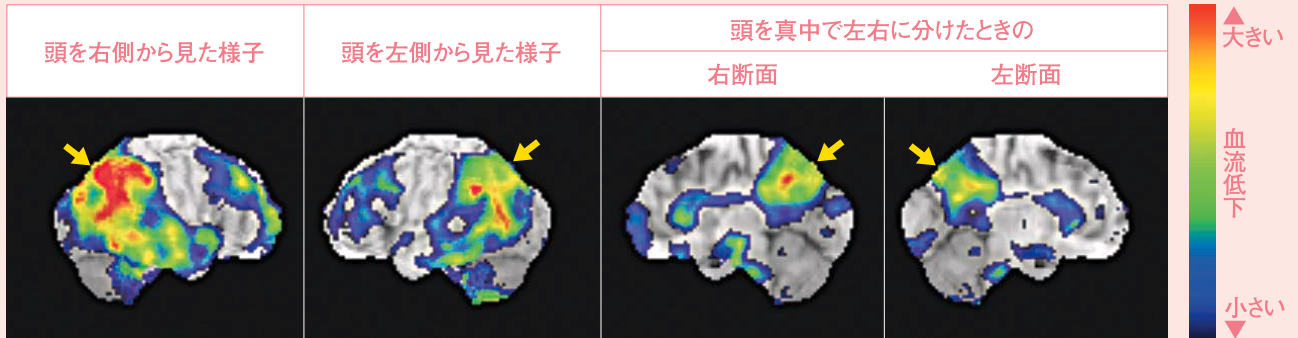 頭を右側から見た様子
頭を左側から見た様子
頭を真中で左右に分けたときの
右断面
左断面
大きい
血流低下
小さい